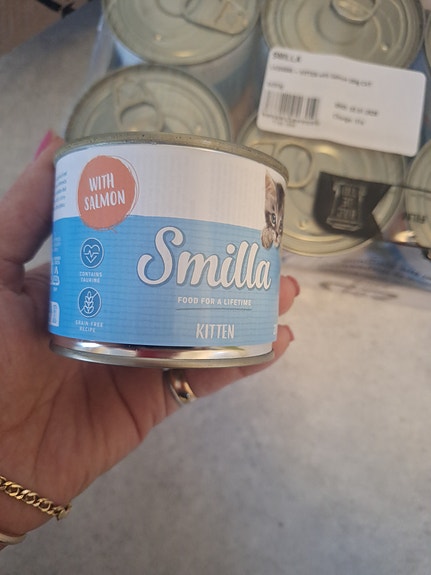 SMILLA
WITH
SALMON
Smilla
FOOD FOR A LIFETIME
KITTEN
CONTAINS
TAURINE
GRAIN-FREE
RECIPE